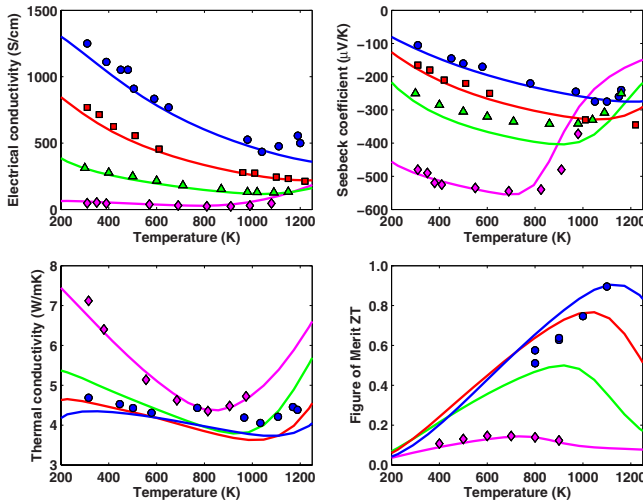 Electrical conductivity (S/cm)
1500
1000
500
0
200 400 600 800 1000 1200
Temperature (K)
Seebeck coefficient (μV/K)
0
−100
−200
−300
−400
−500
−600
200 400 600 800 1000 1200
Temperature (K)
Thermal conductivity (W/mK)
8
7
6
5
4
3
200 400 600 800 1000 1200
Temperature (K)
Figure of Merit ZT
1.0
0.8
0.6
0.4
0.2
0.0
200 400 600 800 1000 1200
Temperature (K)